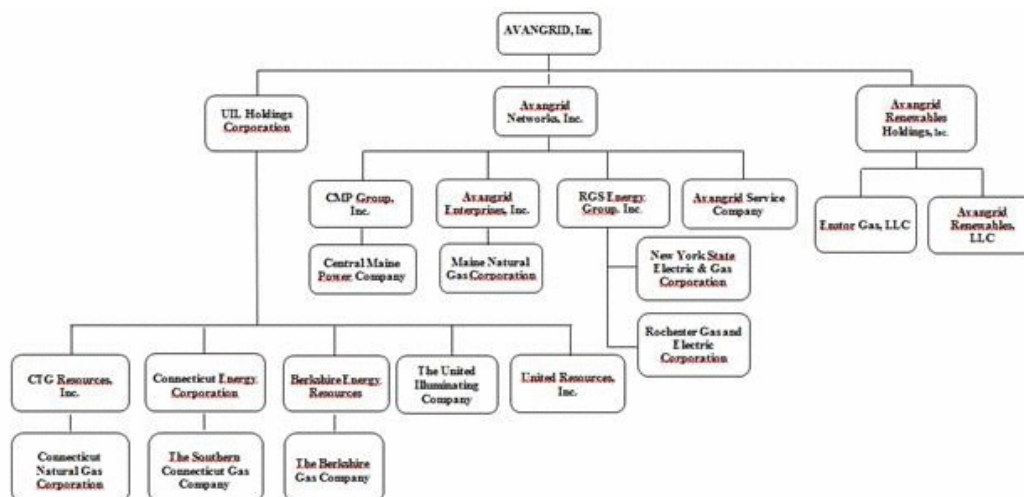 AVANGRID, Inc.
UIL Holdings
Corporation
Avangrid
Networks, Inc.
Avangrid
Renewables
Holdings, Inc.
CMP Group,
Inc.
Avangrid
Enterprises, Inc.
RGS Energy
Group, Inc.
Avangrid Service
Company
Enstor Gas, LLC
Avangrid
Renewables,
LLC
Central Maine
Power Company
Maine Natural
Gas Corporation
New York State
Electric & Gas
Corporation
Rochester Gas and
Electric
Corporation
CTG Resources,
Inc.
Connecticut Energy
Corporation
Berkshire Energy
Resources
The United
Illuminating
Company
United Resources,
Inc.
Connecticut
Natural Gas
Corporation
The Southern
Connecticut Gas
Company
The Berkshire
Gas Company